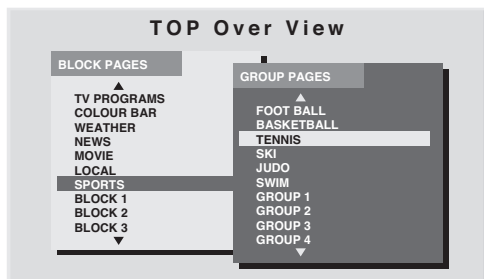 TOP Over View
BLOCK PAGES
TV PROGRAMS
COLOUR BAR
WEATHER
NEWS
MOVIE
LOCAL
SPORTS
BLOCK 1
BLOCK 2
BLOCK 3
GROUP PAGES
FOOT BALL
BASKETBALL
TENNIS
SKI
JUDO
SWIM
GROUP 1
GROUP 2
GROUP 3
GROUP 4